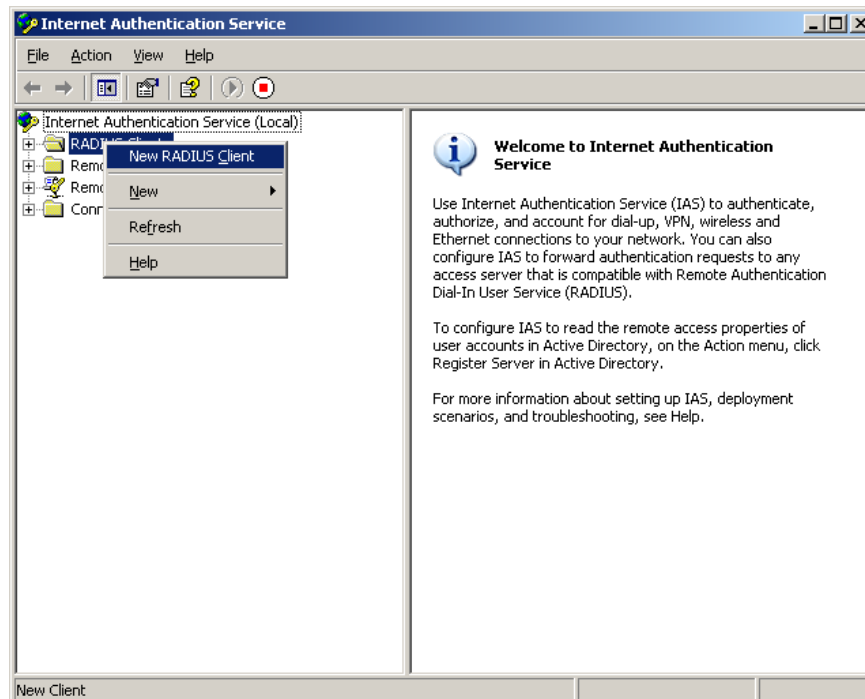 Internet Authentication Service
File Action View Help
Internet Authentication Service (Local)
RADIUS
New RADIUS Client
New
Refresh
Help
Welcome to Internet Authentication
Service
Use Internet Authentication Service (IAS) to authenticate,
authorize, and account for dial-up, VPN, wireless and
Ethernet connections to your network. You can also
configure IAS to forward authentication requests to any
access server that is compatible with Remote Authentication
Dial-In User Service (RADIUS).
To configure IAS to read the remote access properties of
user accounts in Active Directory, on the Action menu, click
Register Server in Active Directory.
For more information about setting up IAS, deployment
scenarios, and troubleshooting, see Help.
New Client